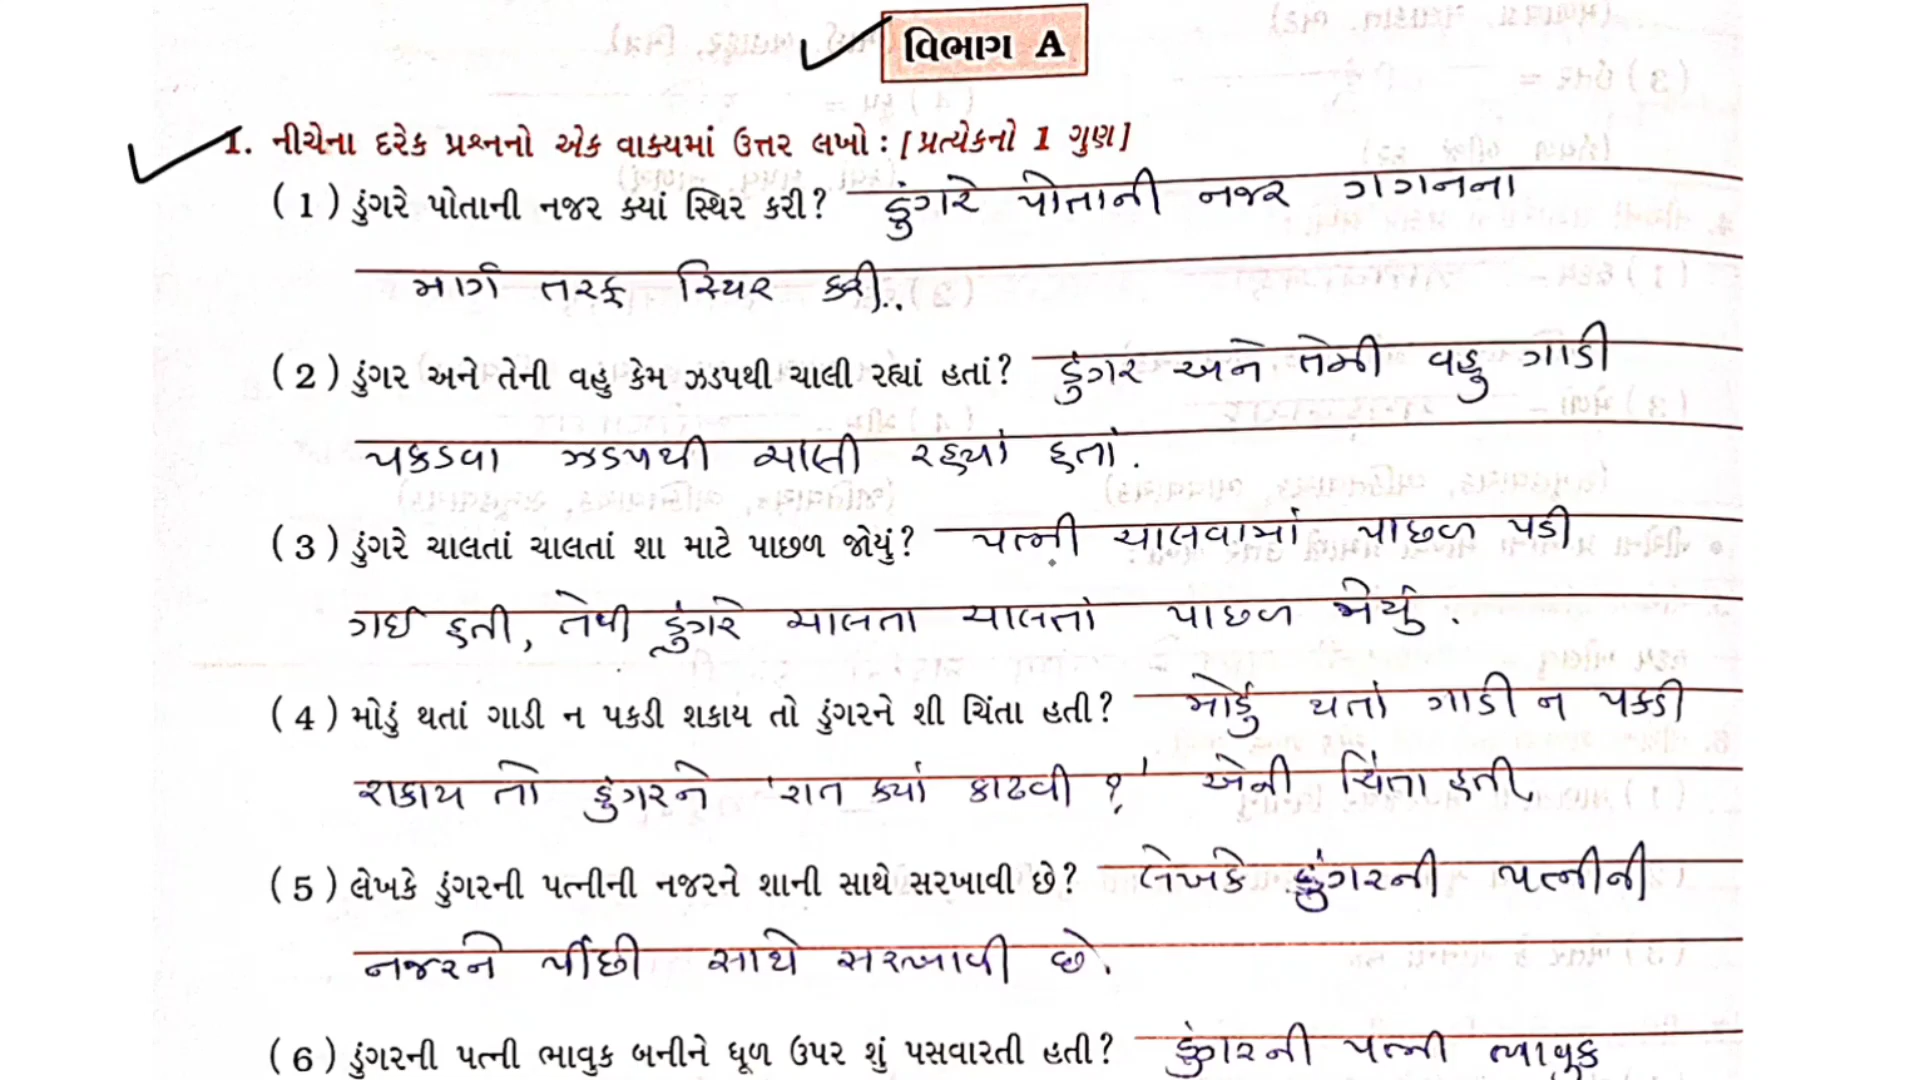 વિભાગ A
1. નીચેના દરેક પ્રશ્નનો એક વાક્યમાં ઉત્તર લખો : [પ્રત્યેકનો 1 ગુણ]
(1) ડુંગરે પોતાની નજર ક્યાં સ્થિર કરી? ડુંગરે પોતાની નજર ગગનના
માર્ગ તરફ સ્થિર કરી..
(2) ડુંગર અને તેની વહુ કેમ ઝડપથી ચાલી રહ્યાં હતાં? ડુંગર અને તેની વહુ ગાડી
પકડવા ઝડપથી ચાલી રહ્યાં હતાં.
(3) ડુંગરે ચાલતાં ચાલતાં શા માટે પાછળ જોયું? પત્ની ચાલવામાં પાછળ પડી
ગઈ હતી, તેથી ડુંગરે ચાલતા ચાલતાં પાછળ જોયું.
(4) મોડું થતાં ગાડી ન પકડી શકાય તો ડુંગરને શી ચિંતા હતી? મોડું થતાં ગાડી ન પકડી
શકાય તો ડુંગરને 'રાત ક્યાં કાઢવી?' એની ચિંતા હતી.
(5) લેખકે ડુંગરની પત્નીની નજરને શાની સાથે સરખાવી છે? લેખકે ડુંગરની પત્નીની
નજરને પીંછી સાથે સરખાવી છે.
(6) ડુંગરની પત્ની ભાવુક બનીને ધૂળ ઉપર શું પસવારતી હતી? ડુંગરની પત્ની ભાવુક